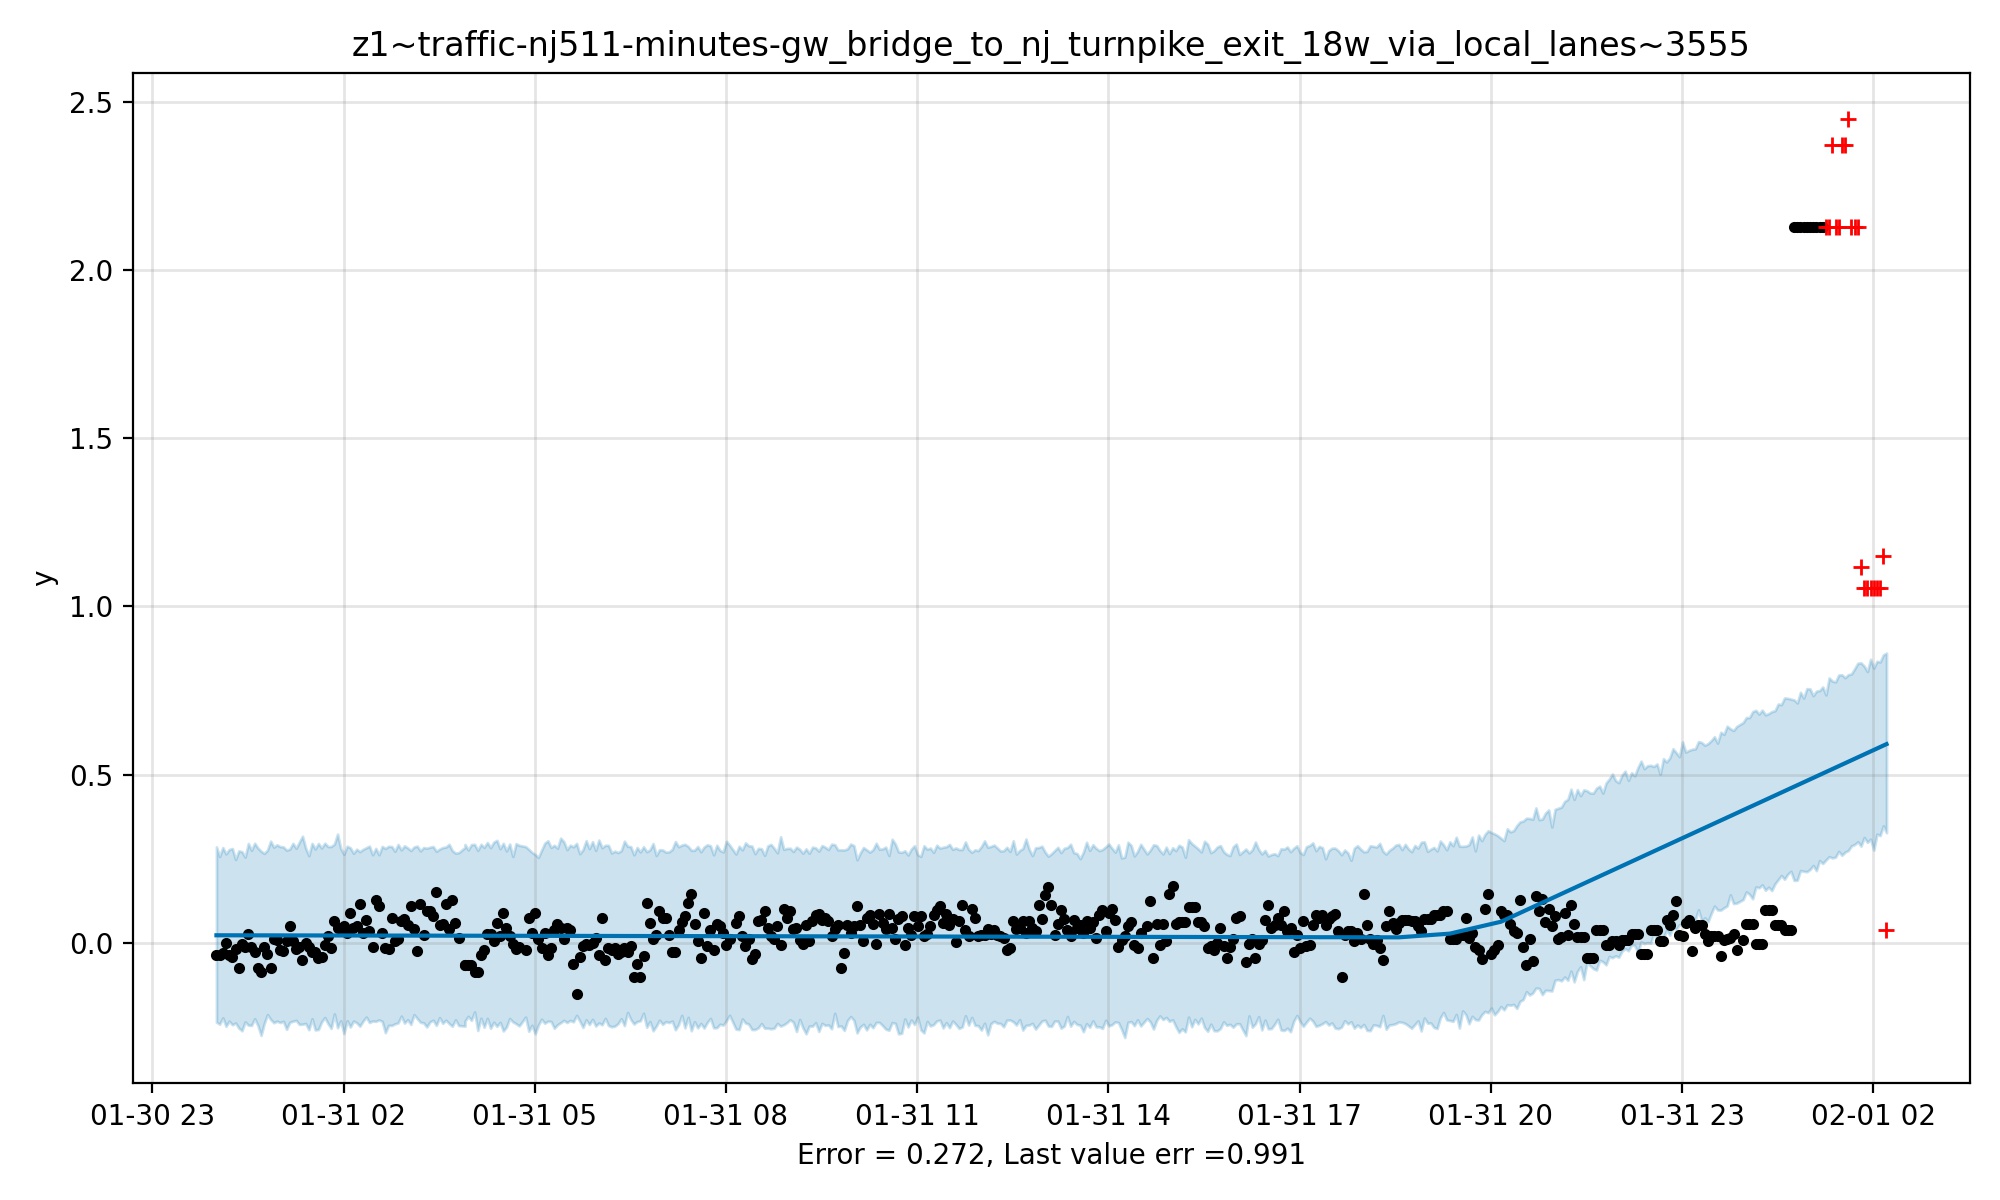 z1~traffic-nj511-minutes-gw_bridge_to_nj_turnpike_exit_18w_via_local_lanes~3555
2.5
2.0
1.5
1.0
0.5
0.0
y
01-30 23 01-31 02 01-31 05 01-31 08 01-31 11 01-31 14 01-31 17 01-31 20 01-31 23 02-01 02
Error = 0.272, Last value err =0.991